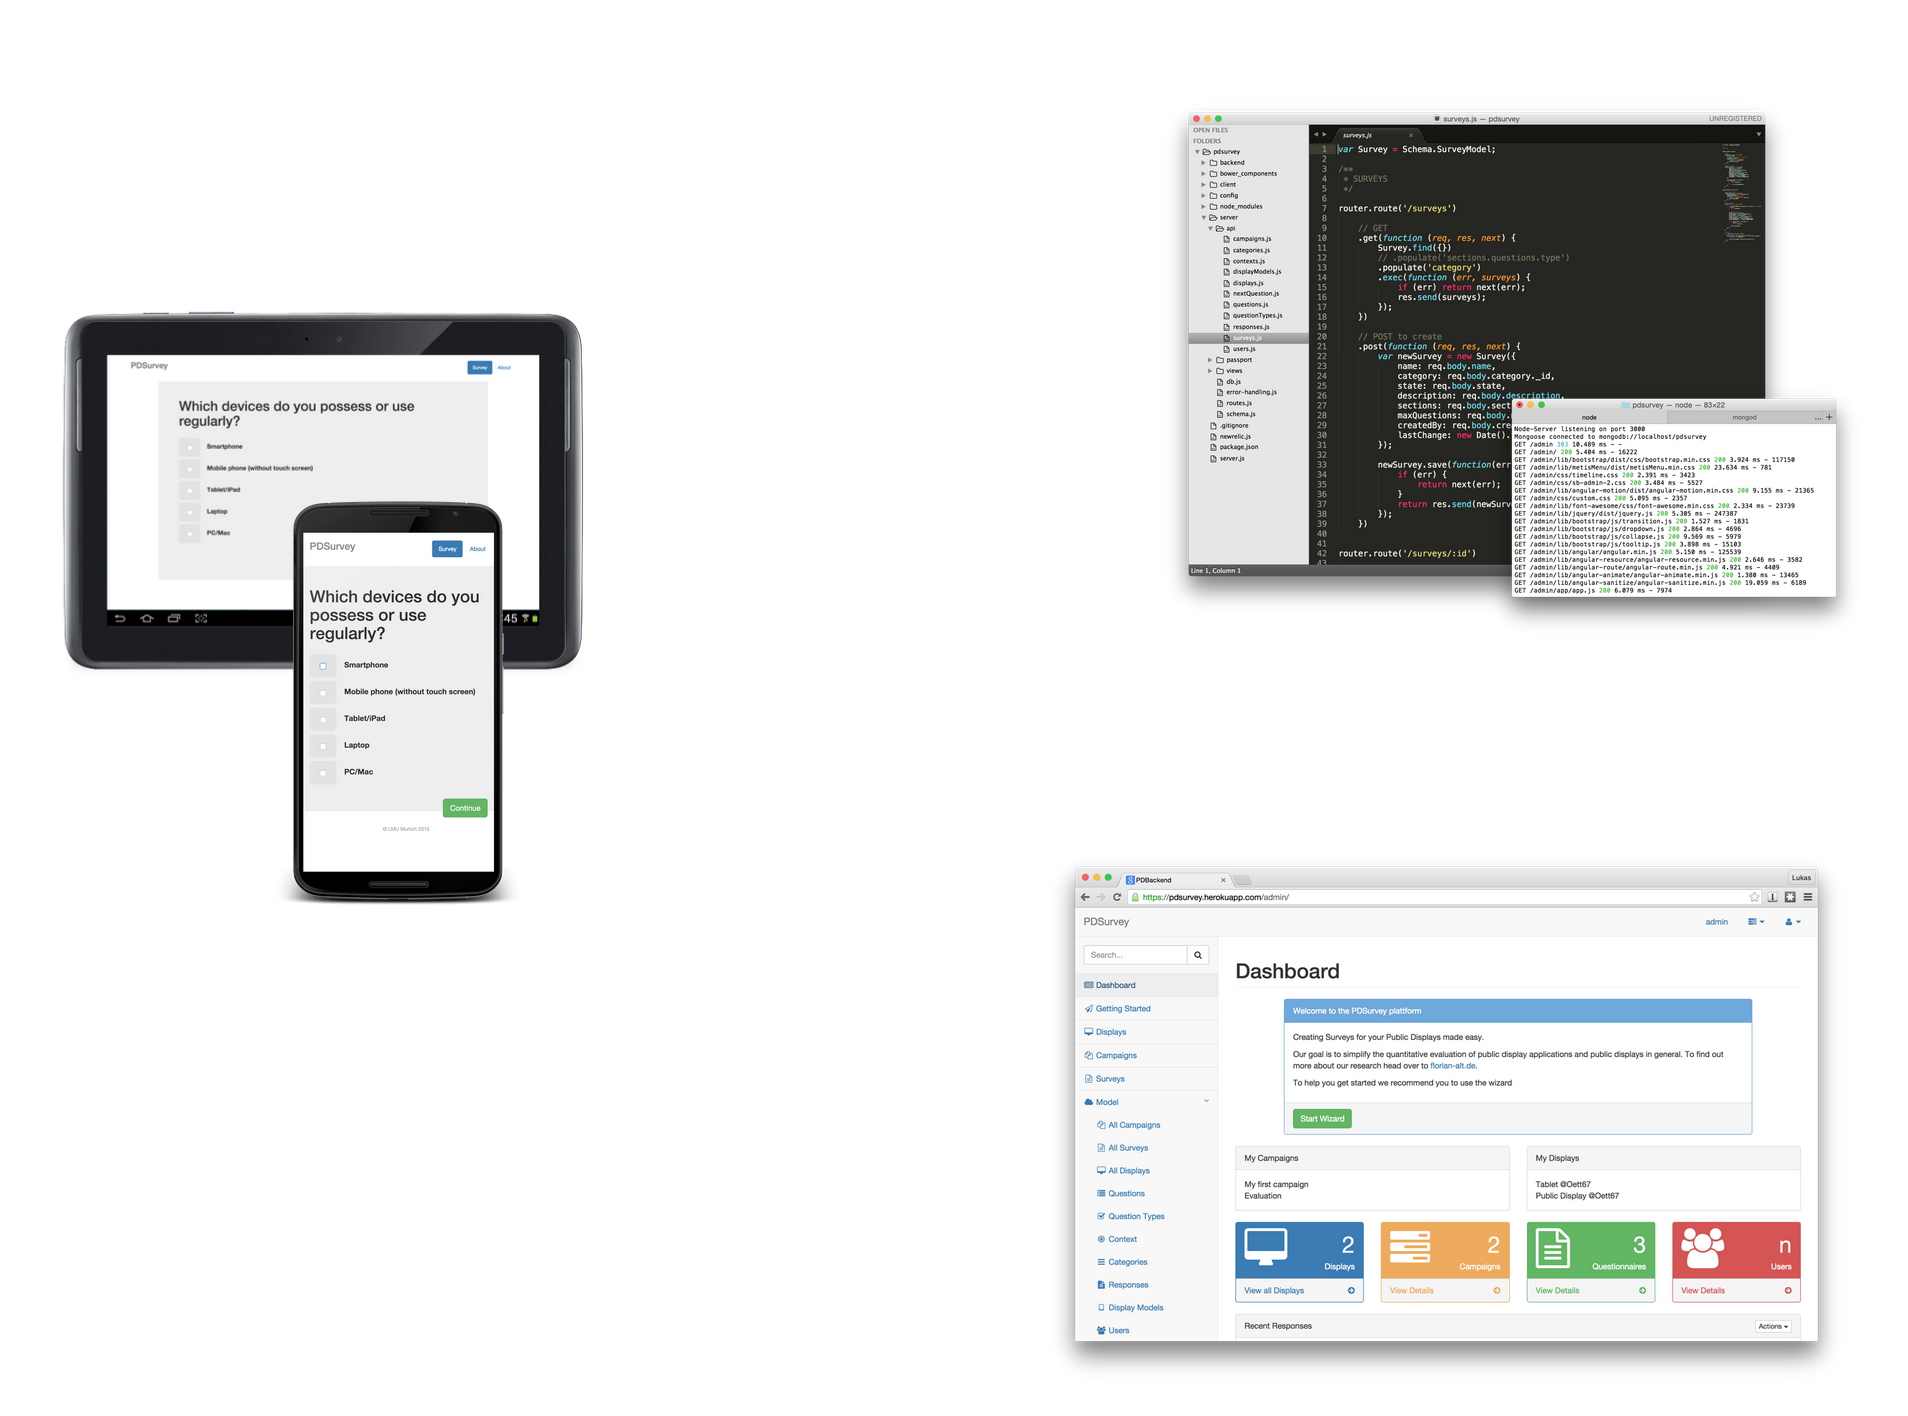 PDSurvey
Survey About
Which devices do you possess or use
regularly?
Smartphone
Mobile phone (without touch screen)
Tablet/iPad
Laptop
PC/Mac
45
PDSurvey
Survey About
Which devices do you
possess or use
regularly?
Smartphone
Mobile phone (without touch screen)
Tablet/iPad
Laptop
PC/Mac
Continue
© LMU Munich 2015
surveys.js — pdsurvey
UNREGISTERED
OPEN FILES
FOLDERS
pdsurvey
backend
bower_components
client
config
node_modules
server
api
campaigns.js
categories.js
contexts.js
displayModels.js
displays.js
nextQuestion.js
questions.js
questionTypes.js
responses.js
surveys.js
users.js
passport
views
db.js
error-handling.js
routes.js
schema.js
.gitignore
newrelic.js
package.json
server.js
Line 1, Column 1
surveys.js
1 var Survey = Schema.SurveyModel;
2
3 /**
4 * SURVEYS
5 */
6
7 router.route('/surveys')
8
9 // GET
10 .get(function (req, res, next) {
11 Survey.find({})
12 // .populate('sections.questions.type')
13 .populate('category')
14 .exec(function (err, surveys) {
15 if (err) return next(err);
16 res.send(surveys);
17 });
18 })
19
20 // POST to create
21 .post(function (req, res, next) {
22 var newSurvey = new Survey({
23 name: req.body.name,
24 category: req.body.category._id,
25 state: req.body.state,
26 description: req.body.description,
27 sections: req.body.sect
28 maxQuestions: req.body.
29 createdBy: req.body.cre
30 lastChange: new Date().
31 });
32
33 newSurvey.save(function(err
34 if (err) {
35 return next(err);
36 }
37 return res.send(newSurv
38 });
39 })
40
41
42 router.route('/surveys/:id')
43
pdsurvey — node — 83×22
node mongod ... +
Node-Server listening on port 3000
Mongoose connected to mongodb://localhost/pdsurvey
GET /admin 303 10.489 ms - -
GET /admin/ 200 5.404 ms - 16222
GET /admin/lib/bootstrap/dist/css/bootstrap.min.css 200 3.924 ms - 117150
GET /admin/lib/metisMenu/dist/metisMenu.min.css 200 23.634 ms - 781
GET /admin/css/timeline.css 200 2.391 ms - 3423
GET /admin/css/sb-admin-2.css 200 3.484 ms - 5527
GET /admin/lib/angular-motion/dist/angular-motion.min.css 200 9.155 ms - 21365
GET /admin/css/custom.css 200 5.095 ms - 2357
GET /admin/lib/font-awesome/css/font-awesome.min.css 200 2.334 ms - 23739
GET /admin/lib/jquery/dist/jquery.js 200 5.305 ms - 247387
GET /admin/lib/bootstrap/js/transition.js 200 1.527 ms - 1831
GET /admin/lib/bootstrap/js/dropdown.js 200 2.864 ms - 4696
GET /admin/lib/bootstrap/js/collapse.js 200 9.569 ms - 5979
GET /admin/lib/bootstrap/js/tooltip.js 200 3.898 ms - 15103
GET /admin/lib/angular/angular.min.js 200 5.150 ms - 125539
GET /admin/lib/angular-resource/angular-resource.min.js 200 2.646 ms - 3582
GET /admin/lib/angular-route/angular-route.min.js 200 4.921 ms - 4409
GET /admin/lib/angular-animate/angular-animate.min.js 200 1.380 ms - 13465
GET /admin/lib/angular-sanitize/angular-sanitize.min.js 200 19.059 ms - 6189
GET /admin/app/app.js 200 6.079 ms - 7974
PDBackend
Lukas
https://pdsurvey.herokuapp.com/admin/
PDSurvey
admin
Search...
Dashboard
Getting Started
Displays
Campaigns
Surveys
Model
All Campaigns
All Surveys
All Displays
Questions
Question Types
Context
Categories
Responses
Display Models
Users
Dashboard
Welcome to the PDSurvey plattform
Creating Surveys for your Public Displays made easy.
Our goal is to simplify the quantitative evaluation of public display applications and public displays in general. To find out
more about our research head over to florian-alt.de.
To help you get started we recommend you to use the wizard
Start Wizard
My Campaigns
My first campaign
Evaluation
My Displays
Tablet @Oett67
Public Display @Oett67
2
Displays
View all Displays
2
Campaigns
View Details
3
Questionnaires
View Details
n
Users
View Details
Recent Responses
Actions